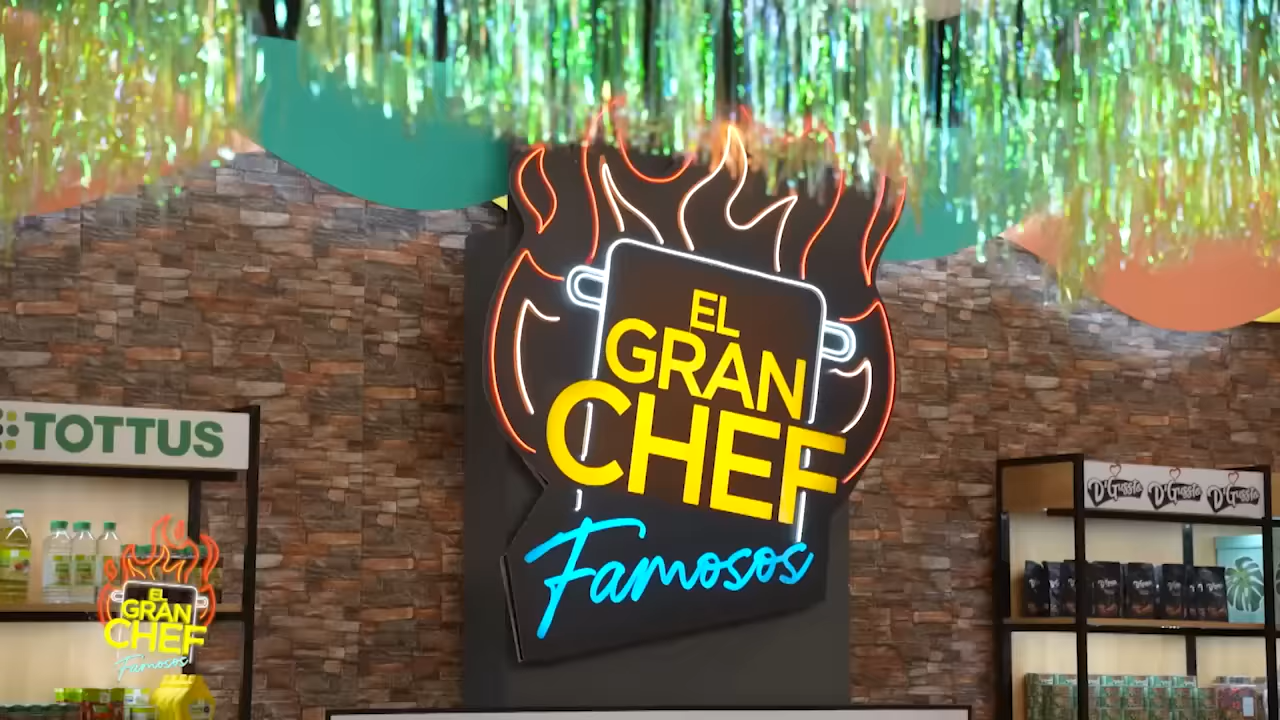 EL
GRAN
CHEF
Famosos
TOTTUS
D'Gussto D'Gussto D'Gussto
EL
GRAN
CHEF
Famosos